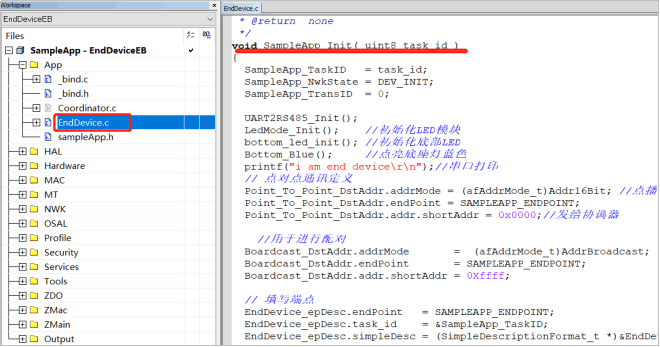 Workspace
EndDeviceEB
Files
SampleApp - EndDeviceEB
App
_bind.c
_bind.h
Coordinator.c
EndDevice.c
sampleApp.h
HAL
Hardware
MAC
MT
NWK
OSAL
Profile
Security
Services
Tools
ZDO
ZMac
ZMain
Output
EndDevice.c
* @return  none
*/
void SampleApp_Init( uint8 task_id )
{
SampleApp_TaskID   = task_id;
SampleApp_NwkState = DEV_INIT;
SampleApp_TransID  = 0;
UART2RS485_Init();
LedMode_Init();    //初始化LED模块
bottom_led_init(); //初始化底部LED
Bottom_Blue();     //点亮底座灯蓝色
printf("i am end device\r\n");//串口打印
// 点对点通讯定义
Point_To_Point_DstAddr.addrMode = (afAddrMode_t)Addr16Bit; //点播
Point_To_Point_DstAddr.endPoint = SAMPLEAPP_ENDPOINT;
Point_To_Point_DstAddr.addr.shortAddr = 0x0000;//发给协调器
//用于进行配对
Boardcast_DstAddr.addrMode       =  (afAddrMode_t)AddrBroadcast;
Boardcast_DstAddr.endPoint       = SAMPLEAPP_ENDPOINT;
Boardcast_DstAddr.addr.shortAddr = 0Xffff;
// 填写端点
EndDevice_epDesc.endPoint   = SAMPLEAPP_ENDPOINT;
EndDevice_epDesc.task_id    = &SampleApp_TaskID;
EndDevice_epDesc.simpleDesc = (SimpleDescriptionFormat_t *)&EndDev